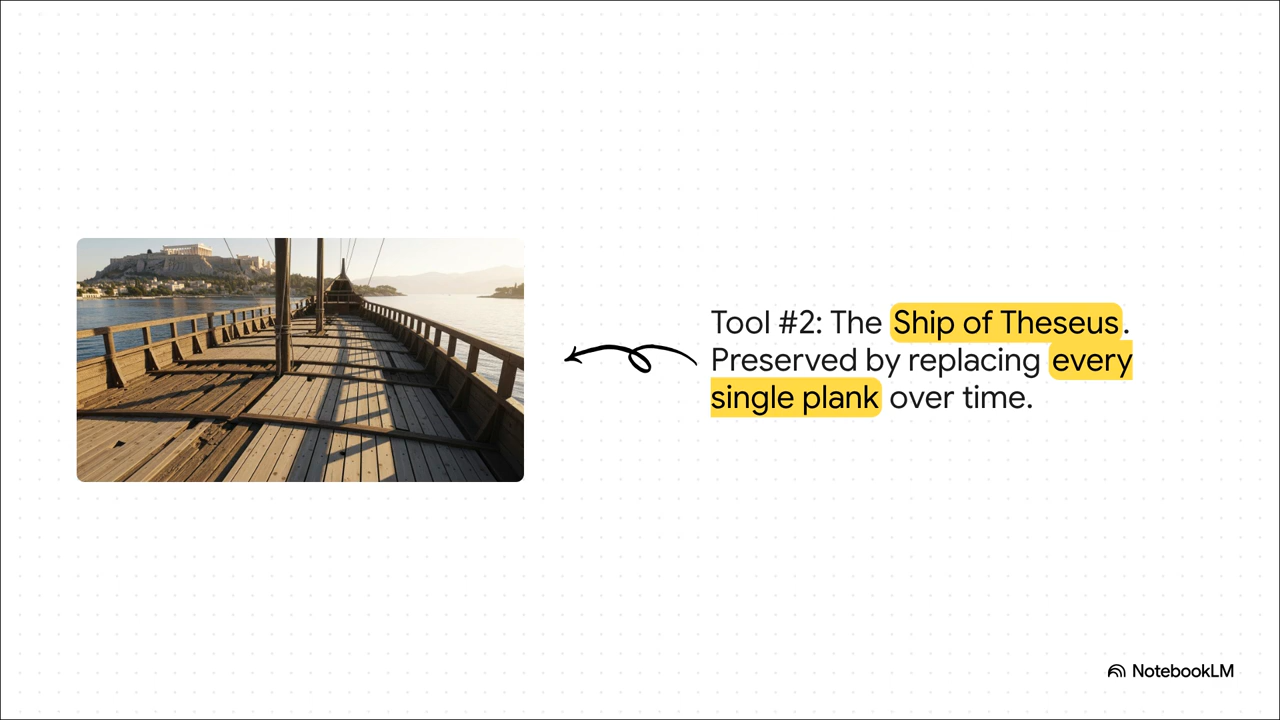 Tool #2: The Ship of Theseus.
Preserved by replacing every
single plank over time.
NotebookLM